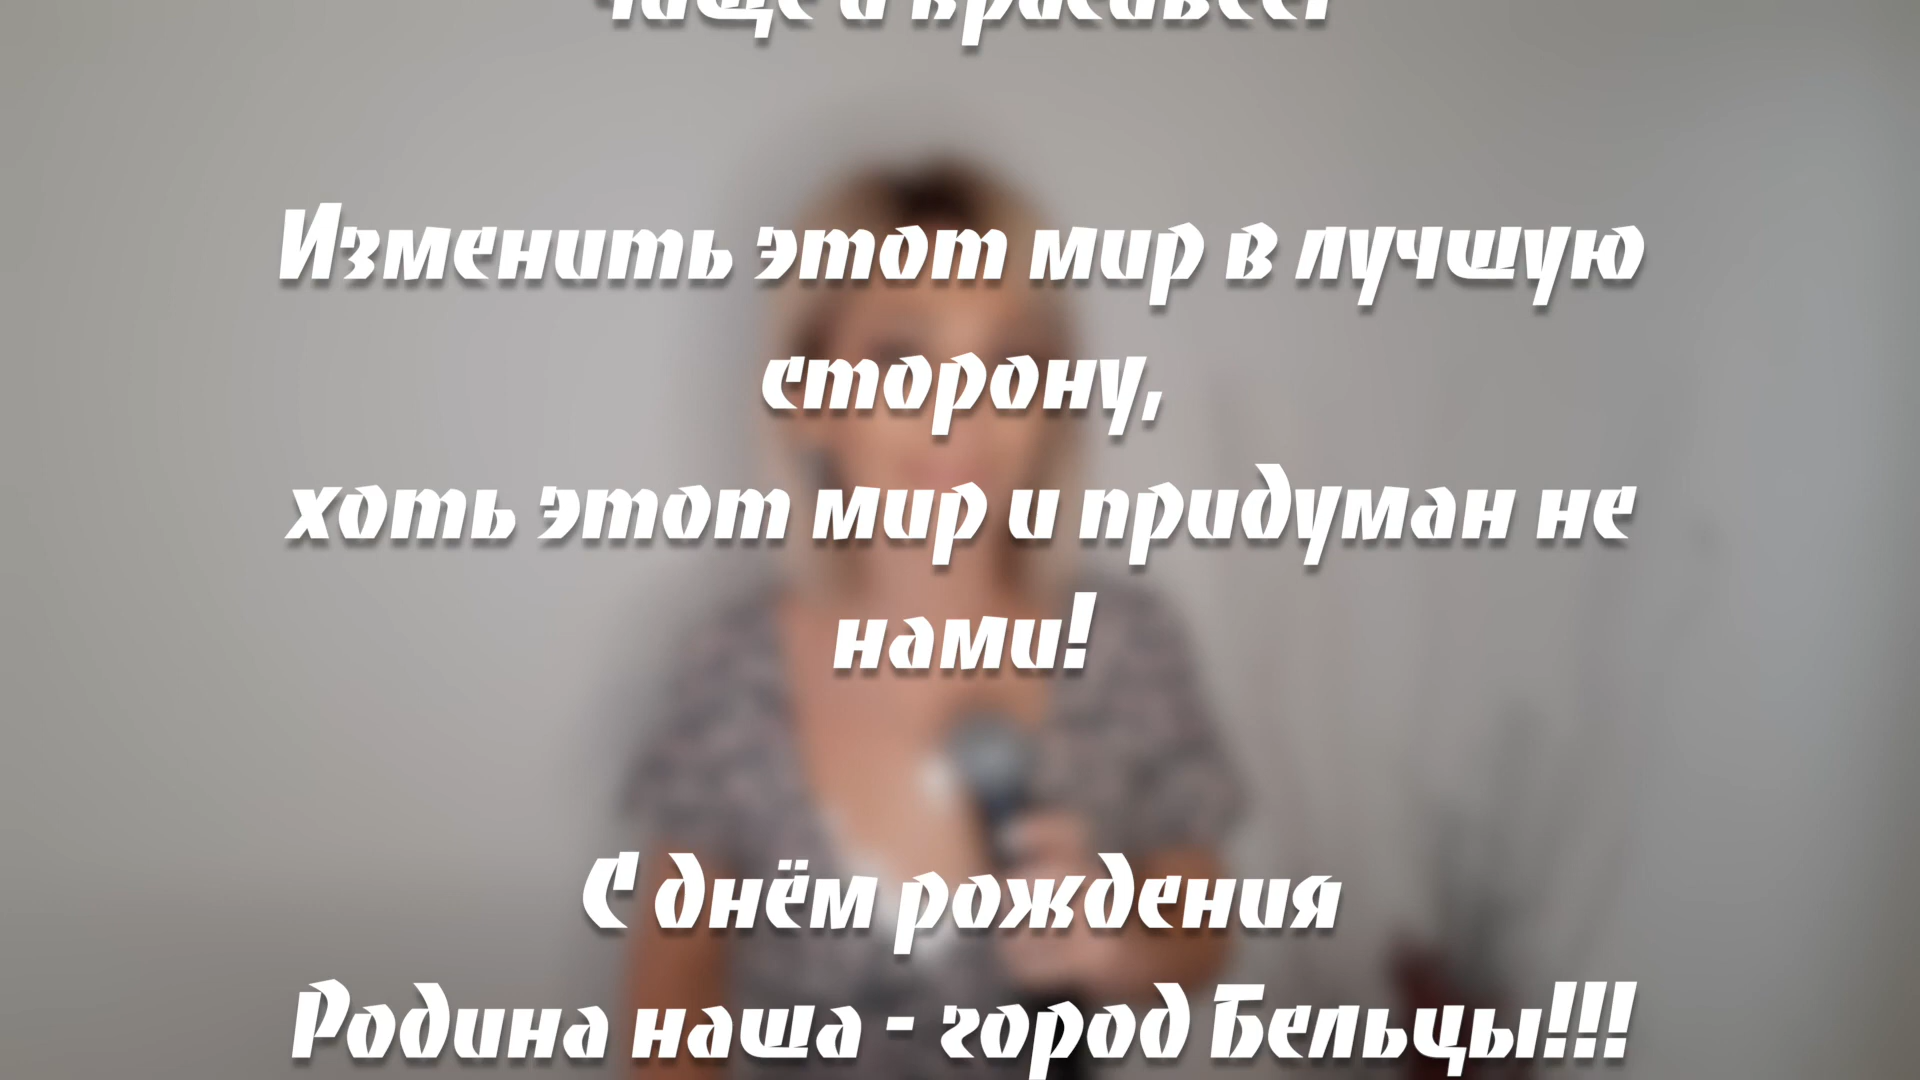 Изменить этот мир в лучшую
сторону,
хоть этот мир и придуман не
нами!
С днём рождения
Родина наша - город Бельцы!!!